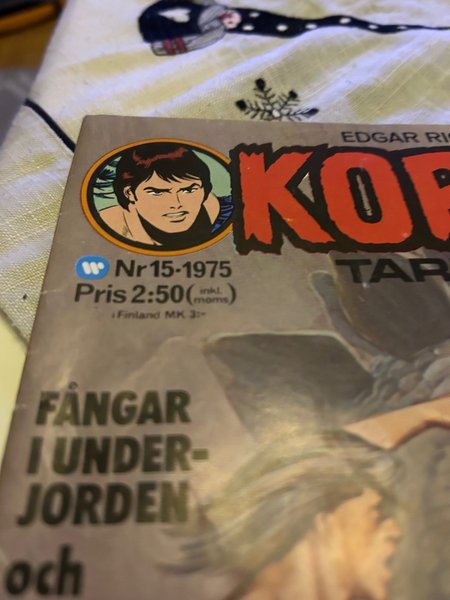 EDGAR RI
KOR
TAR
Nr 15-1975
Pris 2:50 (inkl. moms)
i Finland MK 3:-
FÅNGAR
I UNDER-
JORDEN
och